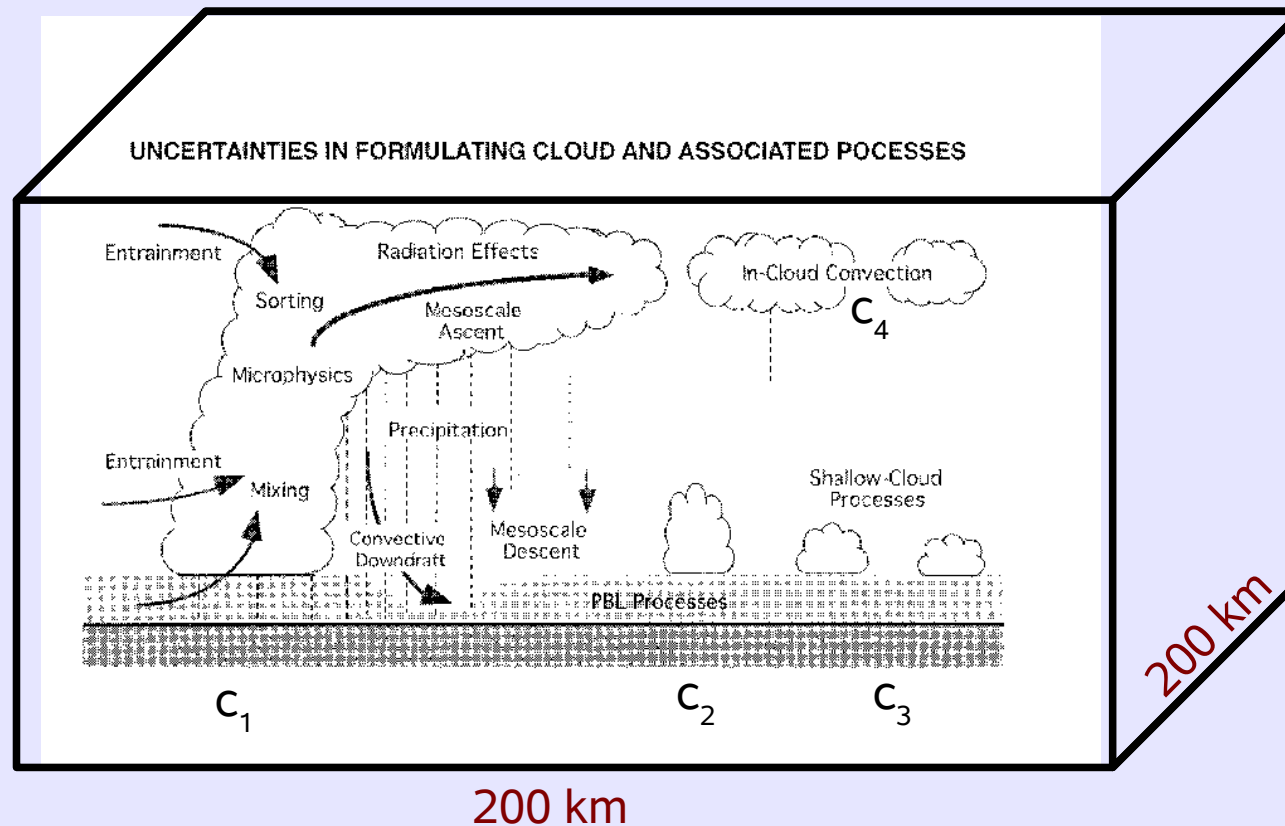 UNCERTAINTIES IN FORMULATING CLOUD AND ASSOCIATED POCESSES
Entrainment
Radiation Effects
In-Cloud Convection
Sorting
Mesoscale
Ascent
C4
Microphysics
Precipitation
Entrainment
Mixing
Shallow-Cloud
Processes
Convective
Downdraft
Mesoscale
Descent
PBL Processes
C1
C2
C3
200 km
200 km